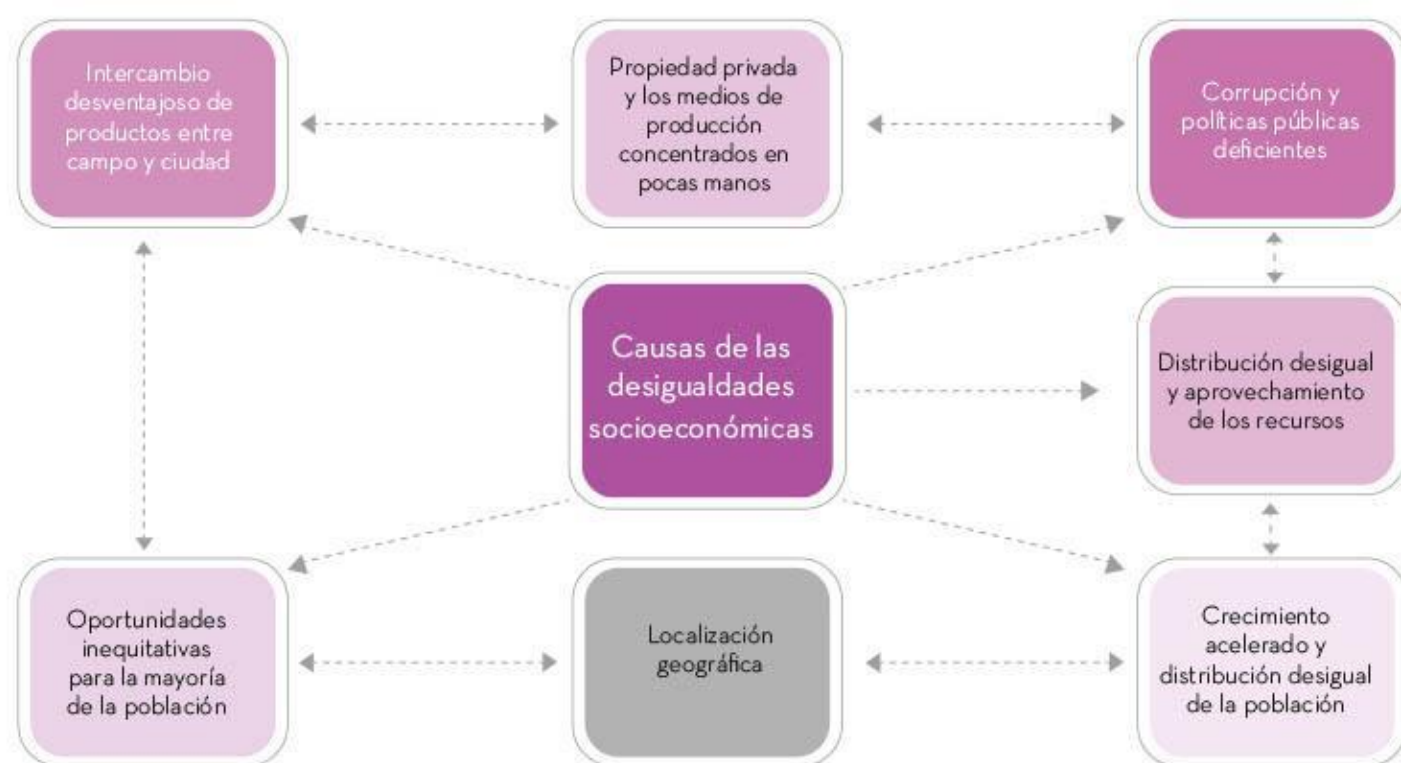 Intercambio
desventajoso de
productos entre
campo y ciudad
Propiedad privada
y los medios de
producción
concentrados en
pocas manos
Corrupción y
políticas públicas
deficientes
Causas de las
desigualdades
socioeconómicas
Distribución desigual
y aprovechamiento
de los recursos
Oportunidades
inequitativas
para la mayoría
de la población
Localización
geográfica
Crecimiento
acelerado y
distribución desigual
de la población